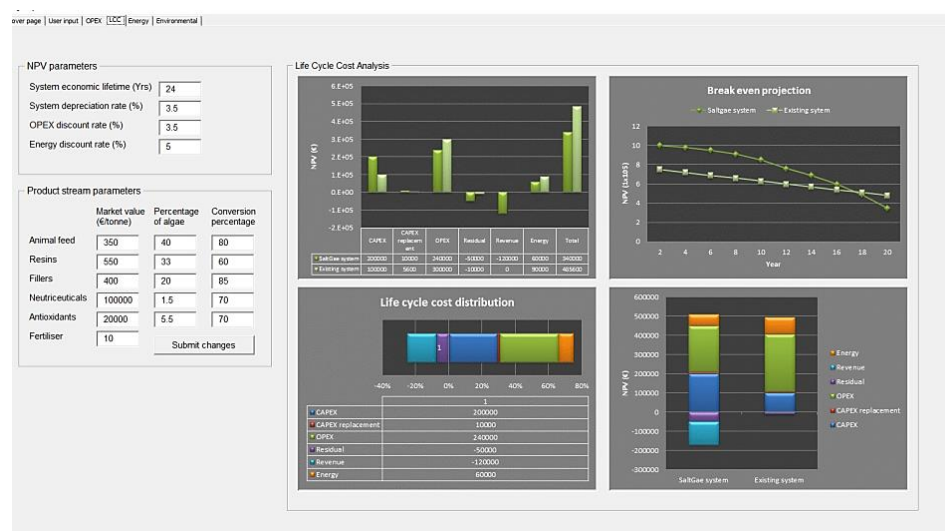 over page User input OPEX LCC Energy Environmental
NPV parameters
System economic lifetime (Yrs) 24
System depreciation rate (%) 3.5
OPEX discount rate (%) 3.5
Energy discount rate (%) 5
Product stream parameters
Market value (€/tonne) Percentage of algae Conversion percentage
Animal feed 350 40 80
Resins 550 33 60
Fillers 400 20 85
Neutriceuticals 100000 1.5 70
Antioxidants 20000 5.5 70
Fertiliser 10
Submit changes
Life Cycle Cost Analysis
NPV (€)
6.E+05
5.E+05
4.E+05
3.E+05
2.E+05
1.E+05
0.E+00
-1.E+05
-2.E+05
CAPEX CAPEX replacement OPEX Residual Revenue Energy Total
SaltGae system 200000 10000 240000 -50000 -120000 60000 340000
Existing system 100000 5600 300000 -10000 0 90000 485600
Break even projection
Saltgae system Existing sytem
NPV (1x105)
12
10
8
6
4
2
0
2 4 6 8 10 12 14 16 18 20
Year
Life cycle cost distribution
1
-40% -20% 0% 20% 40% 60% 80%
1
CAPEX 200000
CAPEX replacement 10000
OPEX 240000
Residual -50000
Revenue -120000
Energy 60000
NPV (€)
600000
500000
400000
300000
200000
100000
0
-100000
-200000
-300000
SaltGae system Existing system
Energy
Revenue
Residual
OPEX
CAPEX replacement
CAPEX